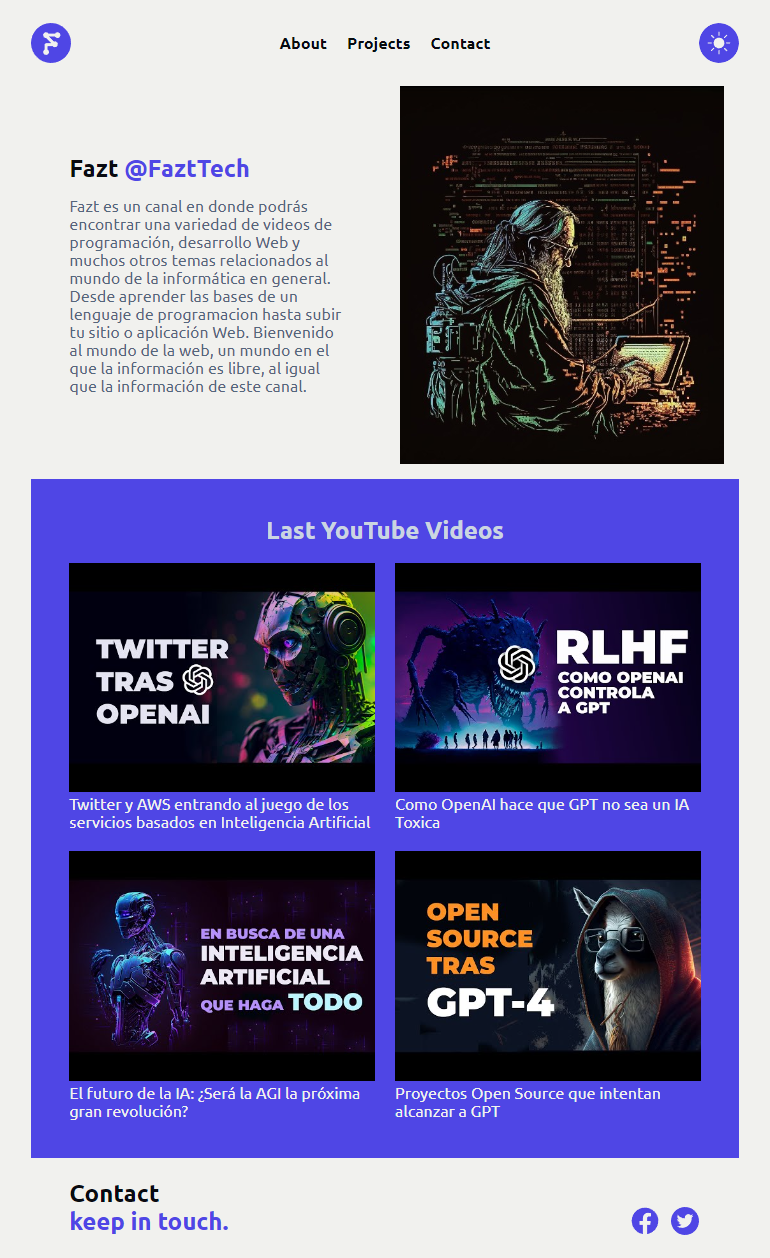 About Projects Contact
Fazt @FaztTech
Fazt es un canal en donde podrás
encontrar una variedad de videos de
programación, desarrollo Web y
muchos otros temas relacionados al
mundo de la informática en general.
Desde aprender las bases de un
lenguaje de programacion hasta subir
tu sitio o aplicación Web. Bienvenido
al mundo de la web, un mundo en el
que la información es libre, al igual
que la información de este canal.
Last YouTube Videos
TWITTER
TRAS
OPENAI
Twitter y AWS entrando al juego de los
servicios basados en Inteligencia Artificial
RLHF
COMO OPENAI
CONTROLA
A GPT
Como OpenAI hace que GPT no sea un IA
Toxica
EN BUSCA DE UNA
INTELIGENCIA
ARTIFICIAL
QUE HAGA TODO
El futuro de la IA: ¿Será la AGI la próxima
gran revolución?
OPEN
SOURCE
TRAS
GPT-4
Proyectos Open Source que intentan
alcanzar a GPT
Contact
keep in touch.